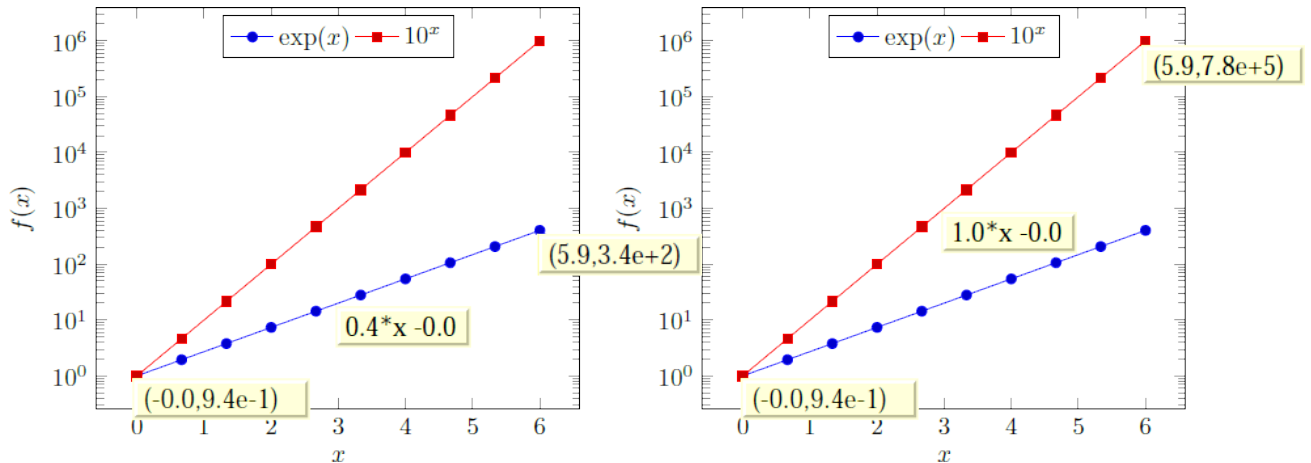 exp(x) 10^x
10^6
10^5
10^4
10^3
10^2
10^1
10^0
f(x)
(5.9,3.4e+2)
0.4*x -0.0
(-0.0,9.4e-1)
0 1 2 3 4 5 6
x
exp(x) 10^x
10^6
10^5
10^4
10^3
10^2
10^1
10^0
f(x)
(5.9,7.8e+5)
1.0*x -0.0
(-0.0,9.4e-1)
0 1 2 3 4 5 6
x